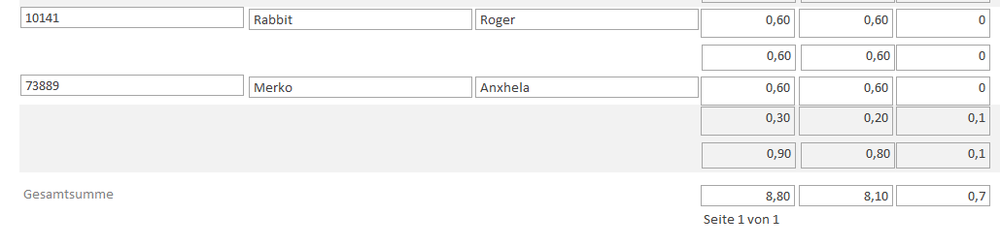 10141 Rabbit Roger 0,60 0,60 0
0,60 0,60 0
73889 Merko Anxhela 0,60 0,60 0
0,30 0,20 0,1
0,90 0,80 0,1
Gesamtsumme 8,80 8,10 0,7
Seite 1 von 1